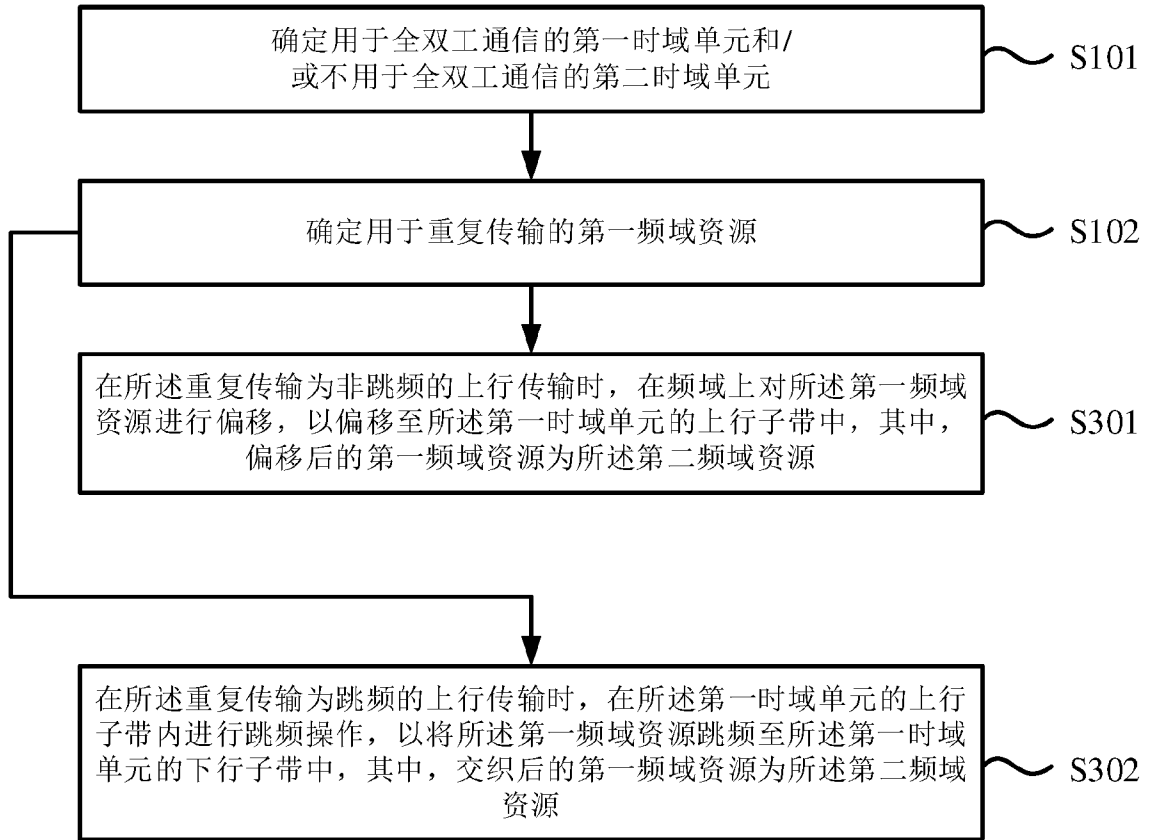 确定用于全双工通信的第一时域单元和/
或不用于全双工通信的第二时域单元
S101
确定用于重复传输的第一频域资源
S102
在所述重复传输为非跳频的上行传输时，在频域上对所述第一频域
资源进行偏移，以偏移至所述第一时域单元的上行子带中，其中，
偏移后的第一频域资源为所述第二频域资源
S301
在所述重复传输为跳频的上行传输时，在所述第一时域单元的上行
子带内进行跳频操作，以将所述第一频域资源跳频至所述第一时域
单元的下行子带中，其中，交织后的第一频域资源为所述第二频域
资源
S302